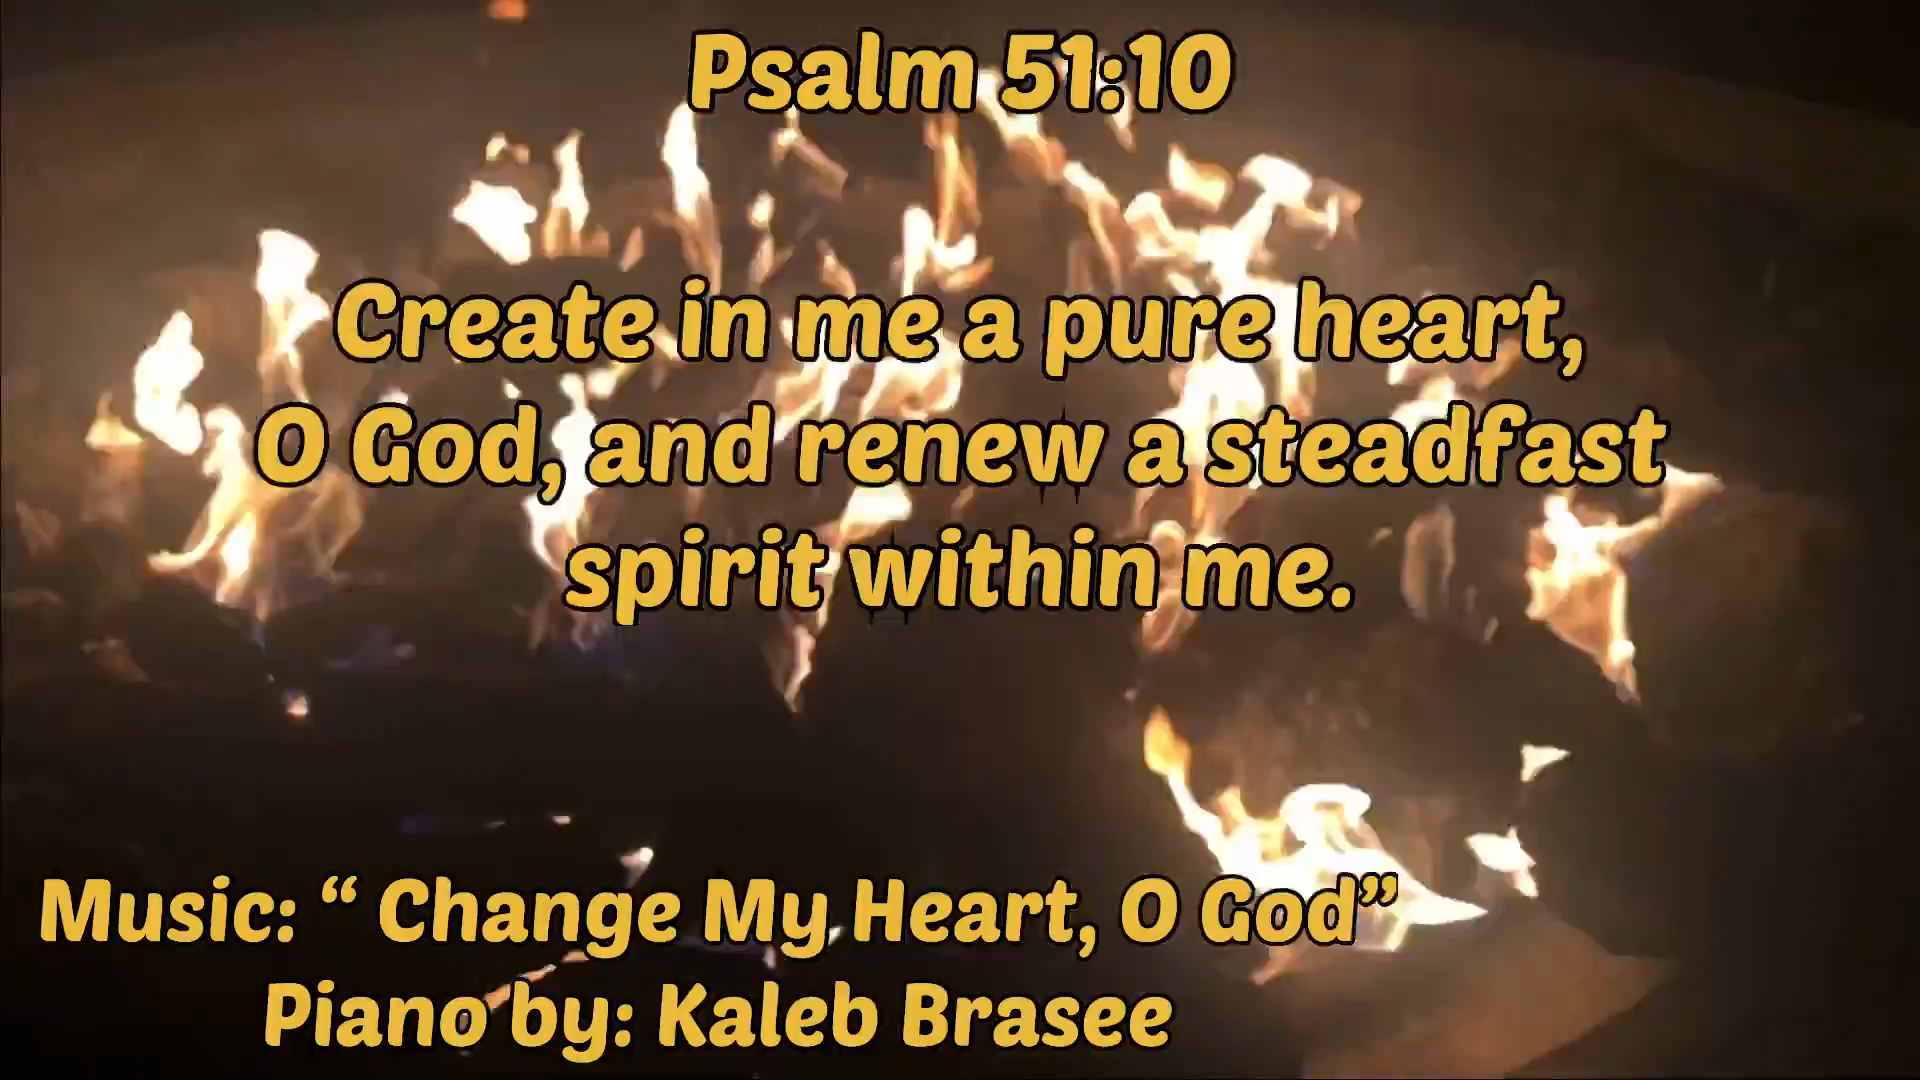 Psalm 51:10
Create in me a pure heart,
O God, and renew a steadfast
spirit within me.
Music: “ Change My Heart, O God”
Piano by: Kaleb Brasee